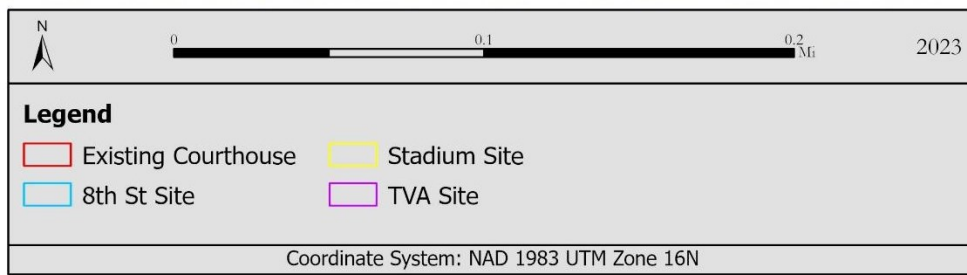 N
0 0.1 0.2
Mi
2023
Legend
Existing Courthouse Stadium Site
8th St Site TVA Site
Coordinate System: NAD 1983 UTM Zone 16N